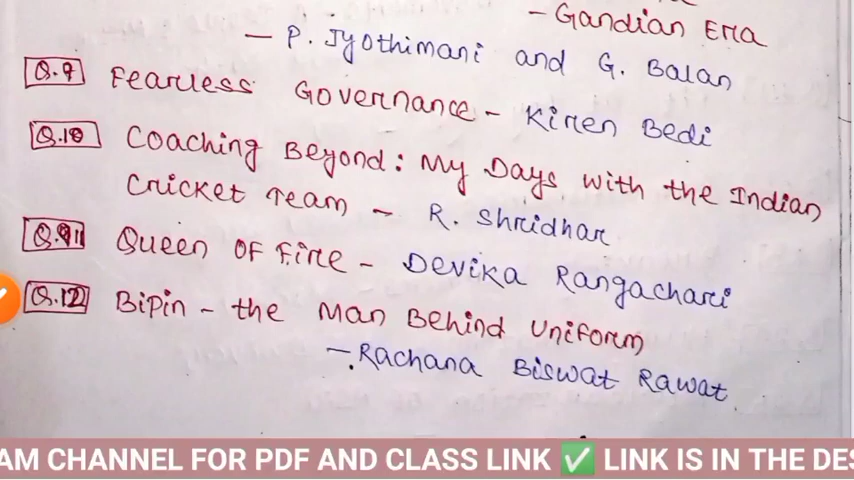 - Gandian Era
- P. Jyothimani and G. Balan
Q.9 Fearless Governance - Kiren Bedi
Q.10 Coaching Beyond: My Days with the Indian
Cricket Team - R. Shridhar
Q.11 Queen Of Fire - Devika Rangachari
Q.12 Bipin - the Man Behind Uniform
- Rachana Biswat Rawat
AM CHANNEL FOR PDF AND CLASS LINK ✅ LINK IS IN THE DES